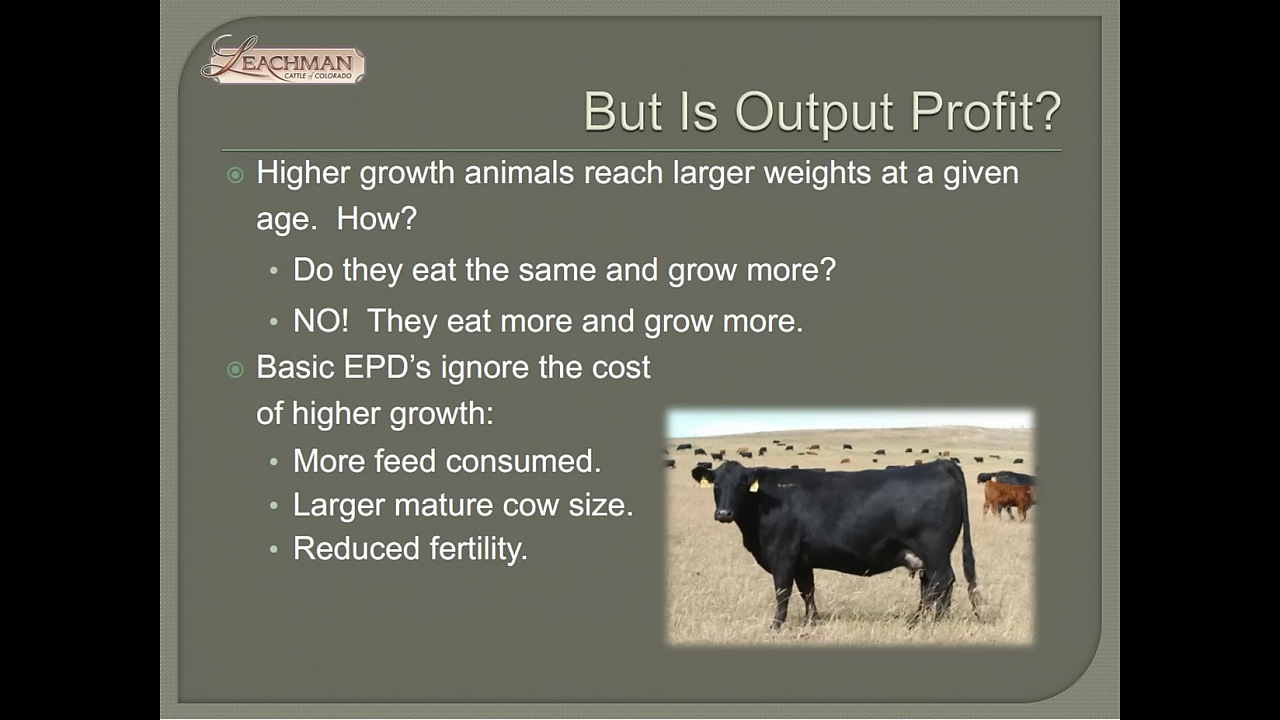 LEACHMAN
CATTLE of COLORADO
But Is Output Profit?
Higher growth animals reach larger weights at a given
age.  How?
• Do they eat the same and grow more?
• NO!  They eat more and grow more.
Basic EPD’s ignore the cost
of higher growth:
• More feed consumed.
• Larger mature cow size.
• Reduced fertility.